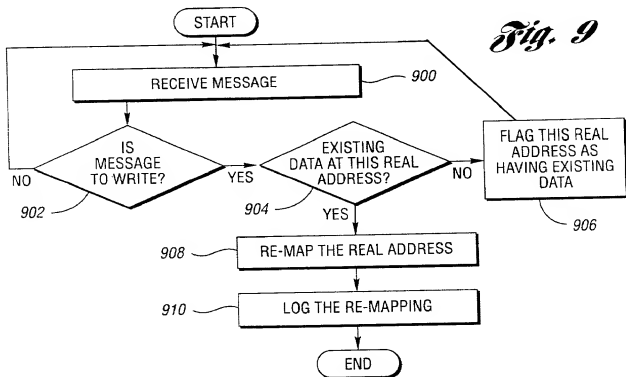 START
Fig. 9
RECEIVE MESSAGE
900
IS
MESSAGE
TO WRITE?
NO
YES
902
EXISTING
DATA AT THIS REAL
ADDRESS?
NO
YES
904
FLAG THIS REAL
ADDRESS AS
HAVING EXISTING
DATA
906
908
RE-MAP THE REAL ADDRESS
910
LOG THE RE-MAPPING
END